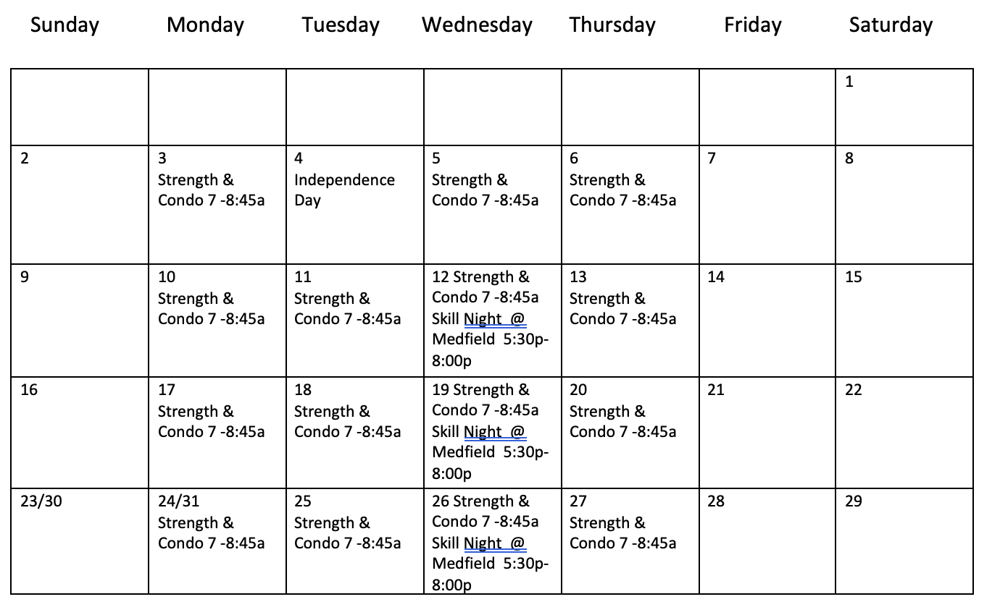 Sunday Monday Tuesday Wednesday Thursday Friday Saturday
1
2
3
Strength &
Condo 7 -8:45a
4
Independence
Day
5
Strength &
Condo 7 -8:45a
6
Strength &
Condo 7 -8:45a
7
8
9
10
Strength &
Condo 7 -8:45a
11
Strength &
Condo 7 -8:45a
12 Strength &
Condo 7 -8:45a
Skill Night @
Medfield 5:30p-
8:00p
13
Strength &
Condo 7 -8:45a
14
15
16
17
Strength &
Condo 7 -8:45a
18
Strength &
Condo 7 -8:45a
19 Strength &
Condo 7 -8:45a
Skill Night @
Medfield 5:30p-
8:00p
20
Strength &
Condo 7 -8:45a
21
22
23/30
24/31
Strength &
Condo 7 -8:45a
25
Strength &
Condo 7 -8:45a
26 Strength &
Condo 7 -8:45a
Skill Night @
Medfield 5:30p-
8:00p
27
Strength &
Condo 7 -8:45a
28
29